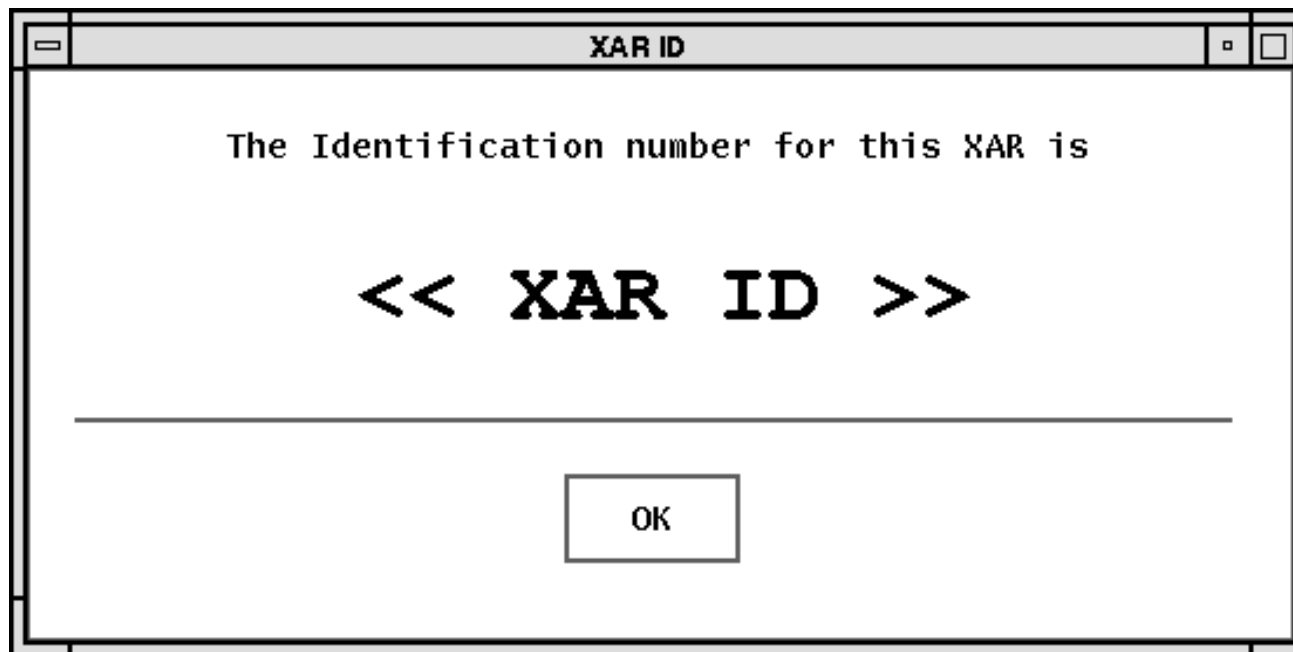 XAR ID
The Identification number for this XAR is
<< XAR ID >>
OK